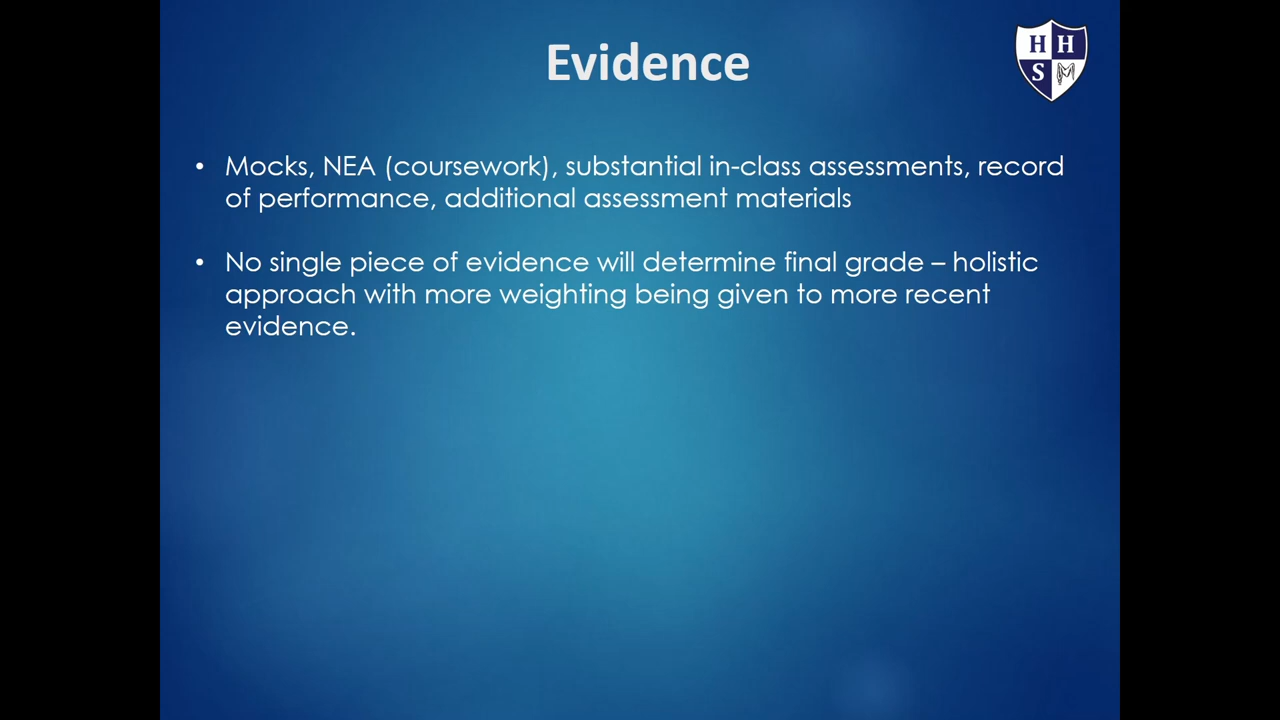 Evidence
H H
S
• Mocks, NEA (coursework), substantial in-class assessments, record
of performance, additional assessment materials
• No single piece of evidence will determine final grade – holistic
approach with more weighting being given to more recent
evidence.